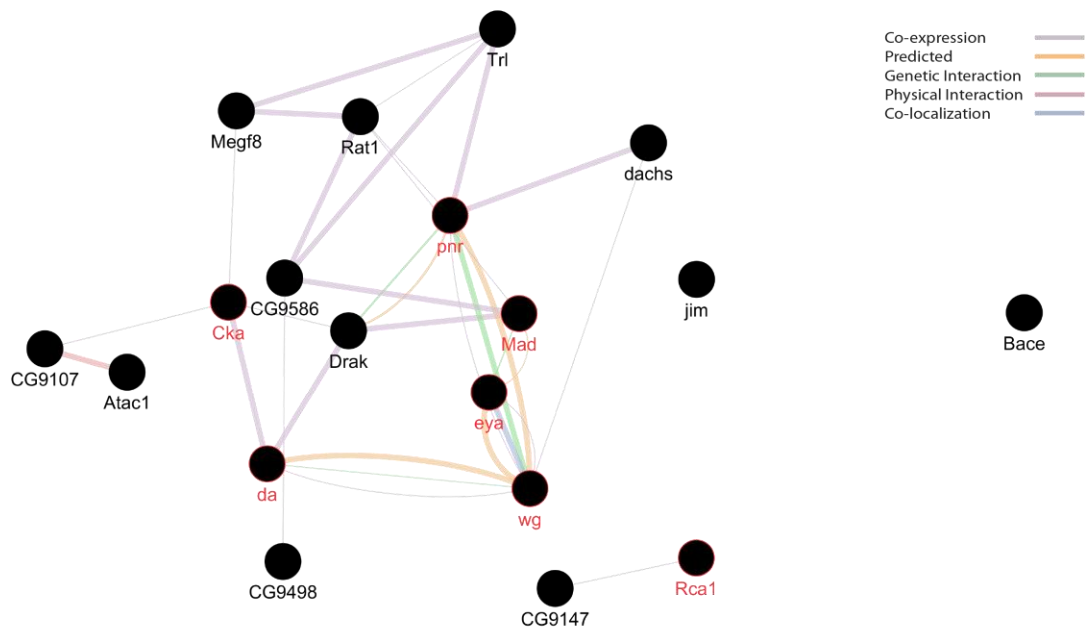 Co-expression
Predicted
Genetic Interaction
Physical Interaction
Co-localization
Trl
Megf8
Rat1
dachs
pnr
CG9586
jim
Cka
Drak
Mad
Bace
CG9107
Atac1
eya
da
wg
CG9498
Rca1
CG9147